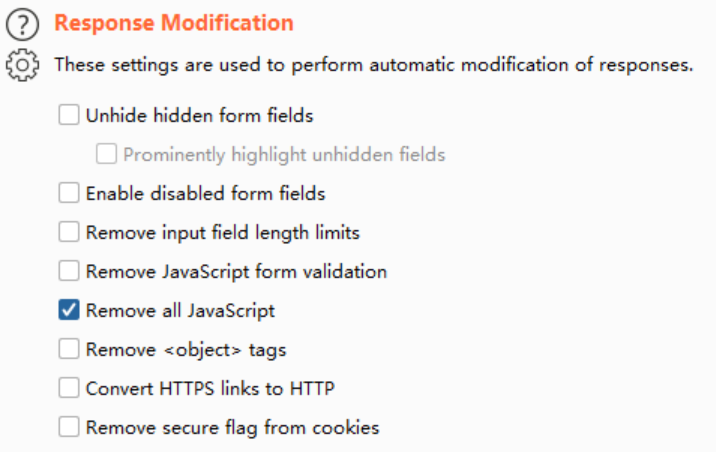 Response Modification
These settings are used to perform automatic modification of responses.
Unhide hidden form fields
Prominently highlight unhidden fields
Enable disabled form fields
Remove input field length limits
Remove JavaScript form validation
Remove all JavaScript
Remove <object> tags
Convert HTTPS links to HTTP
Remove secure flag from cookies